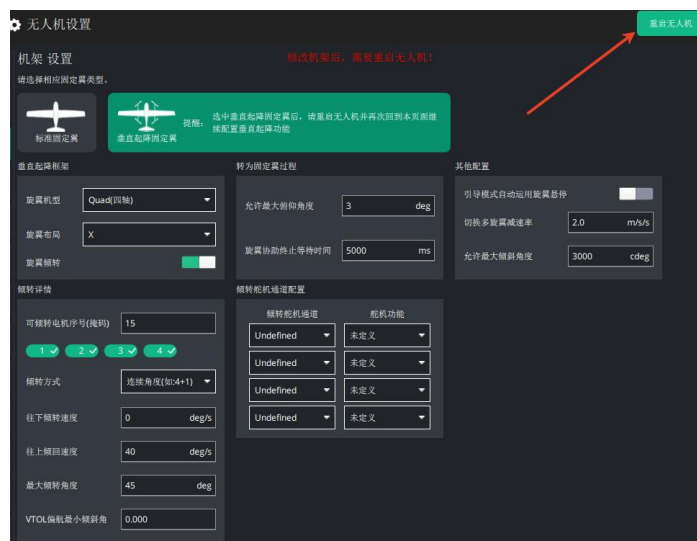 无人机设置
重启无人机
机架 设置
修改机架后，需要重启无人机！
请选择相应固定翼类型。
标准固定翼
垂直起降固定翼
提醒：
选中垂直起降固定翼后，请重启无人机并再次回到本页面继
续配置垂直起降功能
垂直起降框架
旋翼机型 Quad(四轴)
旋翼布局 X
旋翼倾转
转为固定翼过程
允许最大俯仰角度 3 deg
旋翼协助终止等待时间 5000 ms
其他配置
引导模式自动运用旋翼悬停
切换多旋翼减速率 2.0 m/s/s
允许最大倾斜角度 3000 cdeg
倾转详情
可倾转电机序号(掩码) 15
1 2 3 4
倾转方式 连续角度(如:4+1)
往下倾转速度 0 deg/s
往上倾回速度 40 deg/s
最大倾转角度 45 deg
VTOL偏航最小倾斜角 0.000
倾转舵机通道配置
倾转舵机通道 舵机功能
Undefined 未定义
Undefined 未定义
Undefined 未定义
Undefined 未定义